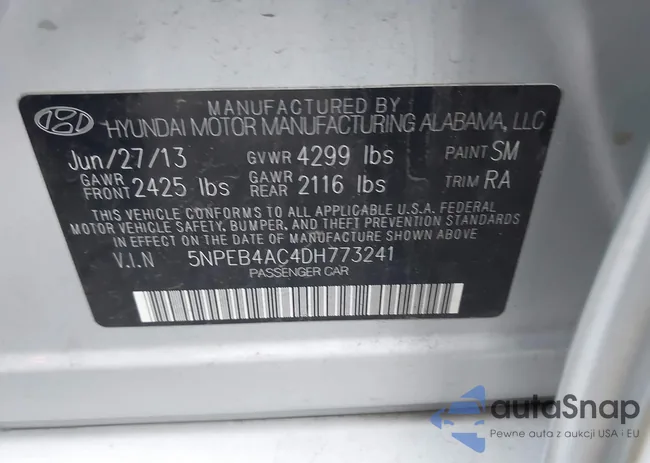 MANUFACTURED BY
HYUNDAI MOTOR MANUFACTURING ALABAMA, LLC
Jun/27/13 GVWR 4299 lbs PAINT SM
GAWR FRONT 2425 lbs GAWR REAR 2116 lbs TRIM RA
THIS VEHICLE CONFORMS TO ALL APPLICABLE U.S.A. FEDERAL
MOTOR VEHICLE SAFETY, BUMPER, AND THEFT PREVENTION STANDARDS
IN EFFECT ON THE DATE OF MANUFACTURE SHOWN ABOVE
V.I.N 5NPEB4AC4DH773241
PASSENGER CAR
autaSnap
Pewne auta z aukcji USA i EU